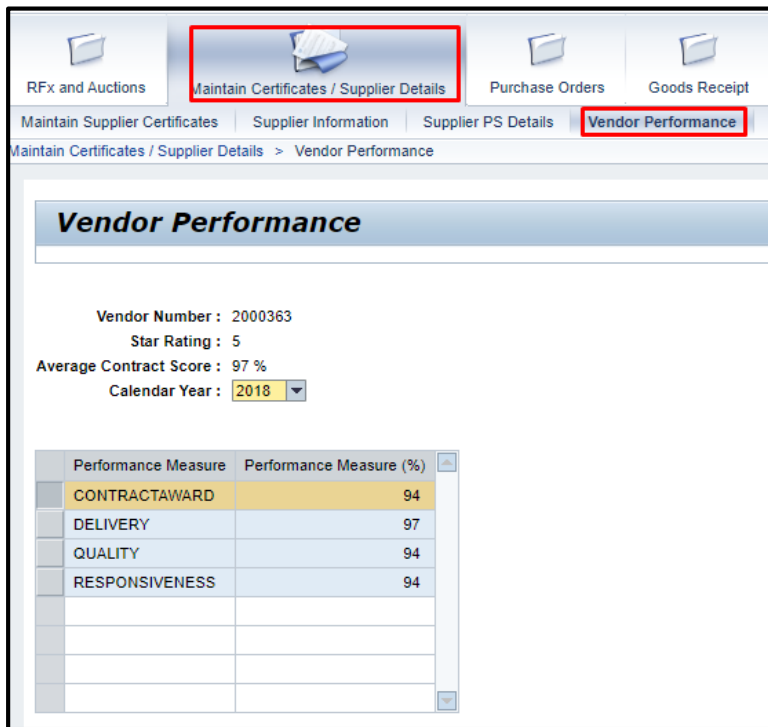 RFx and Auctions Maintain Certificates / Supplier Details Purchase Orders Goods Receipt
Maintain Supplier Certificates Supplier Information Supplier PS Details Vendor Performance
Maintain Certificates / Supplier Details > Vendor Performance
Vendor Performance
Vendor Number : 2000363
Star Rating : 5
Average Contract Score : 97 %
Calendar Year : 2018
Performance Measure Performance Measure (%)
CONTRACTAWARD 94
DELIVERY 97
QUALITY 94
RESPONSIVENESS 94